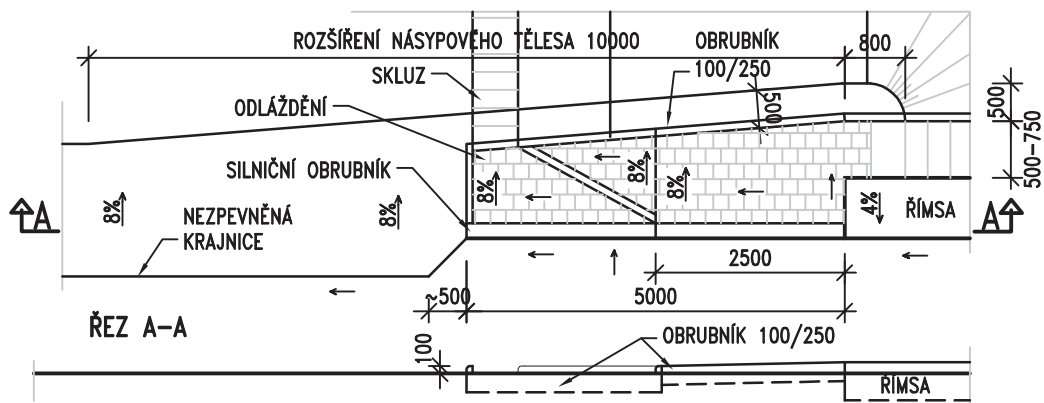 ROZŠÍŘENÍ NÁSYPOVÉHO TĚLESA 10000
OBRUBNÍK
100/250
800
SKLUZ
500
500
ODLÁŽDĚNÍ
500-750
SILNIČNÍ OBRUBNÍK
8%
8%
8%
8%
8%
4%
ŘÍMSA
A
A
NEZPEVNĚNÁ
KRAJNICE
2500
~500
5000
ŘEZ A-A
OBRUBNÍK 100/250
100
ŘÍMSA